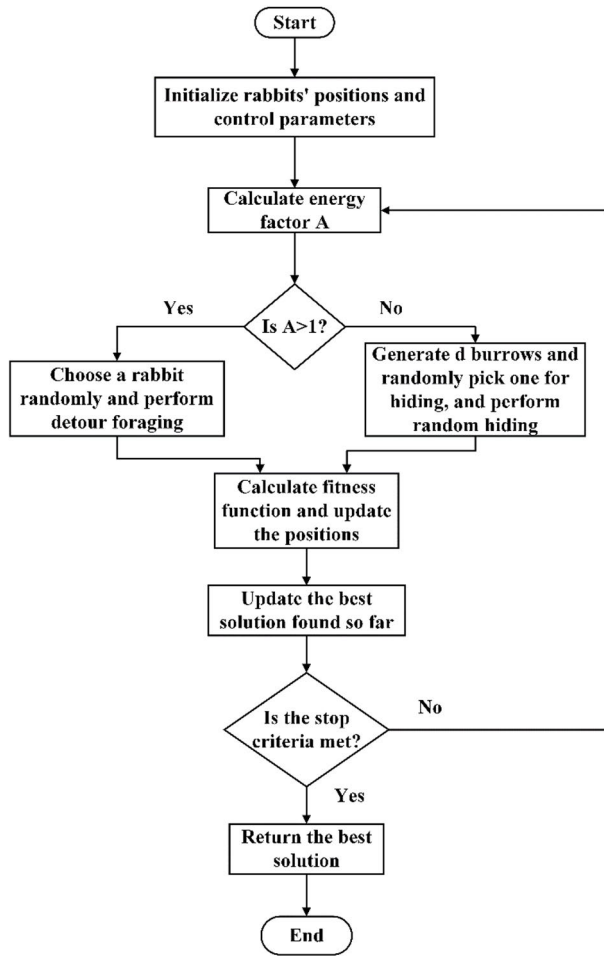 Start
Initialize rabbits' positions and
control parameters
Calculate energy
factor A
Yes
Is A>1?
No
Choose a rabbit
randomly and perform
detour foraging
Generate d burrows and
randomly pick one for
hiding, and perform
random hiding
Calculate fitness
function and update
the positions
Update the best
solution found so far
Is the stop
criteria met?
No
Yes
Return the best
solution
End